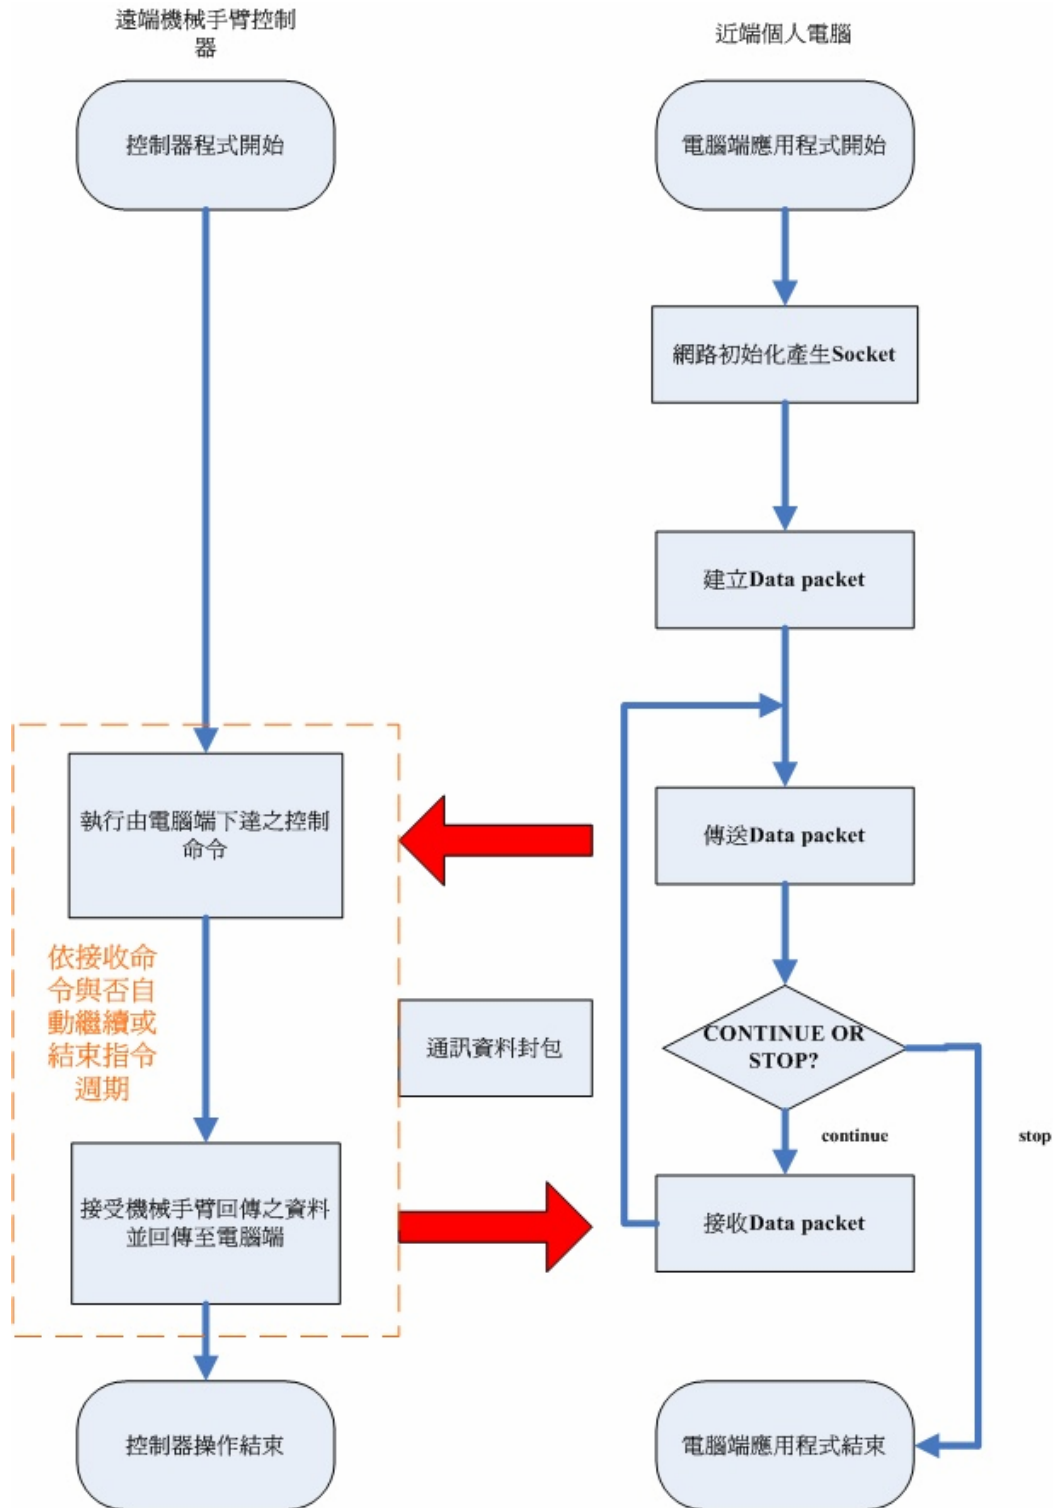 遠端機械手臂控制
器
近端個人電腦
控制器程式開始
電腦端應用程式開始
網路初始化產生Socket
建立Data packet
執行由電腦端下達之控制
命令
傳送Data packet
依接收命
令與否自
動繼續或
結束指令
週期
通訊資料封包
CONTINUE OR
STOP?
continue
stop
接受機械手臂回傳之資料
並回傳至電腦端
接收Data packet
控制器操作結束
電腦端應用程式結束